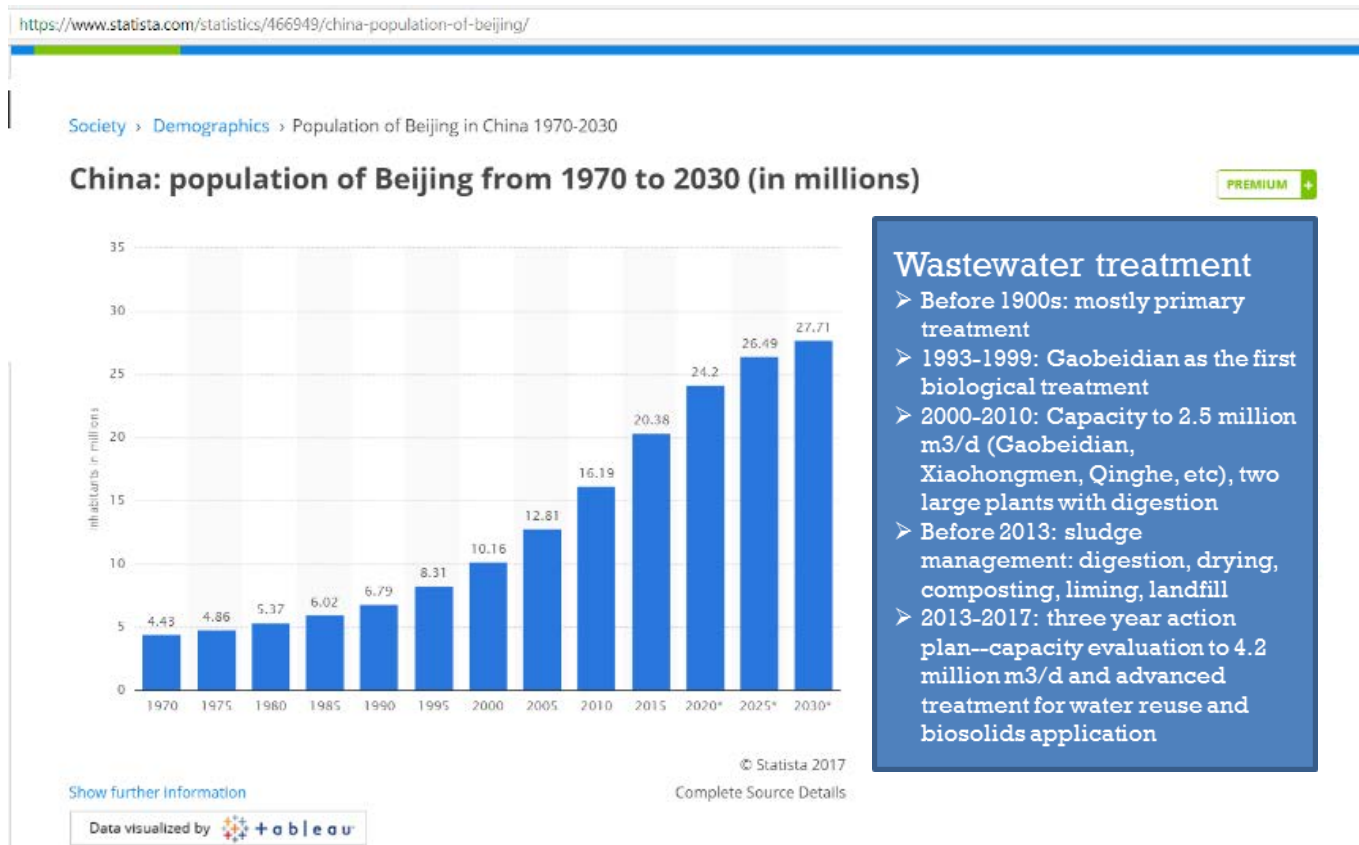 https://www.statista.com/statistics/466949/china-population-of-beijing/
Society › Demographics › Population of Beijing in China 1970-2030
China: population of Beijing from 1970 to 2030 (in millions)
PREMIUM +
35
30
25
20
15
10
5
0
Inhabitants in millions
4.43
4.86
5.37
6.02
6.79
8.31
10.16
12.81
16.19
20.38
24.2
26.49
27.71
1970 1975 1980 1985 1990 1995 2000 2005 2010 2015 2020* 2025* 2030*
© Statista 2017
Show further information
Complete Source Details
Data visualized by + a b l e a u
Wastewater treatment
➢ Before 1900s: mostly primary
treatment
➢ 1993-1999: Gaobeidian as the first
biological treatment
➢ 2000-2010: Capacity to 2.5 million
m3/d (Gaobeidian,
Xiaohongmen, Qinghe, etc), two
large plants with digestion
➢ Before 2013: sludge
management: digestion, drying,
composting, liming, landfill
➢ 2013-2017: three year action
plan--capacity evaluation to 4.2
million m3/d and advanced
treatment for water reuse and
biosolids application